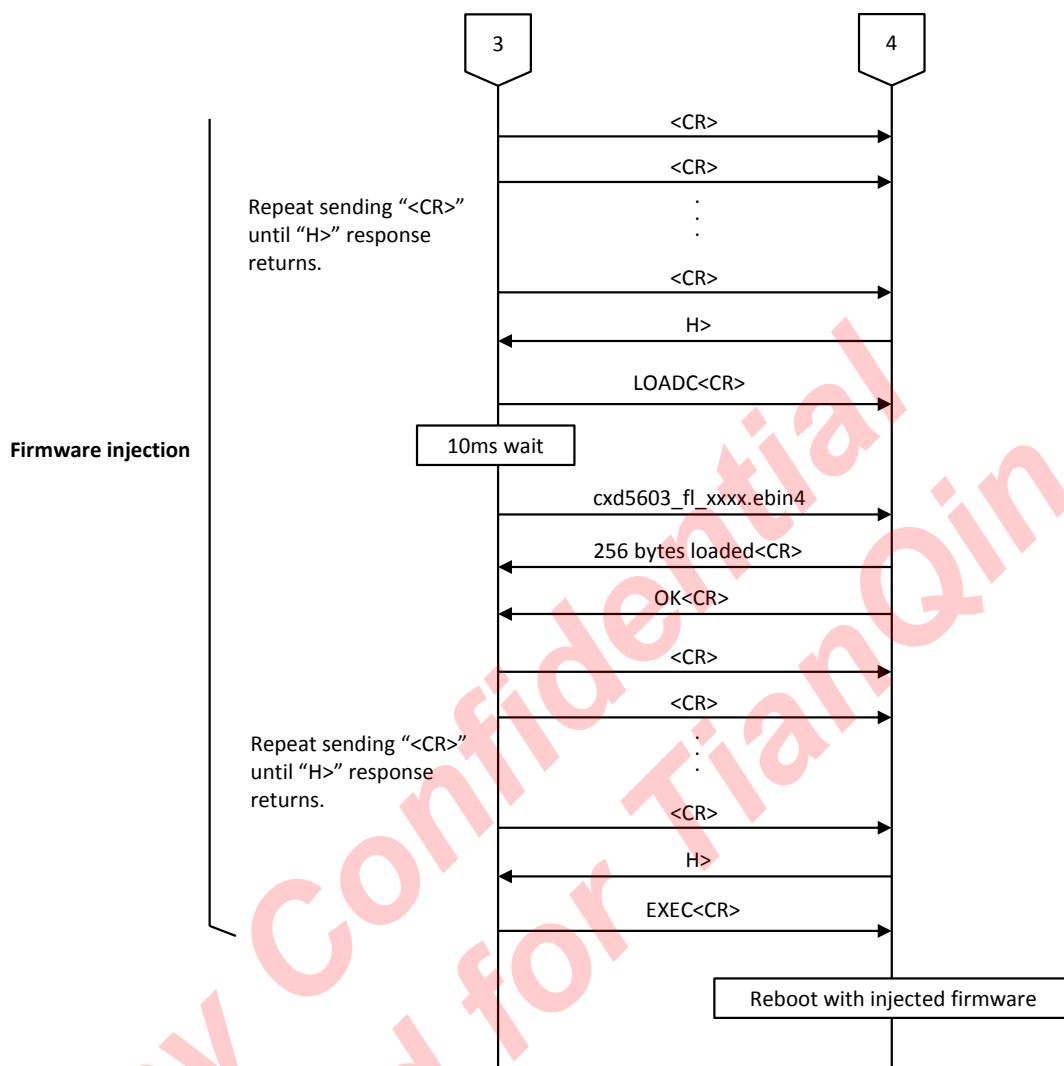 3
4
<CR>
<CR>
Repeat sending “<CR>”
until “H>” response
returns.
.
.
.
<CR>
H>
LOADC<CR>
Firmware injection
10ms wait
cxd5603_fl_xxxx.ebin4
256 bytes loaded<CR>
OK<CR>
<CR>
<CR>
Repeat sending “<CR>”
until “H>” response
returns.
.
.
.
<CR>
H>
EXEC<CR>
Reboot with injected firmware
Confidential
for TianQin